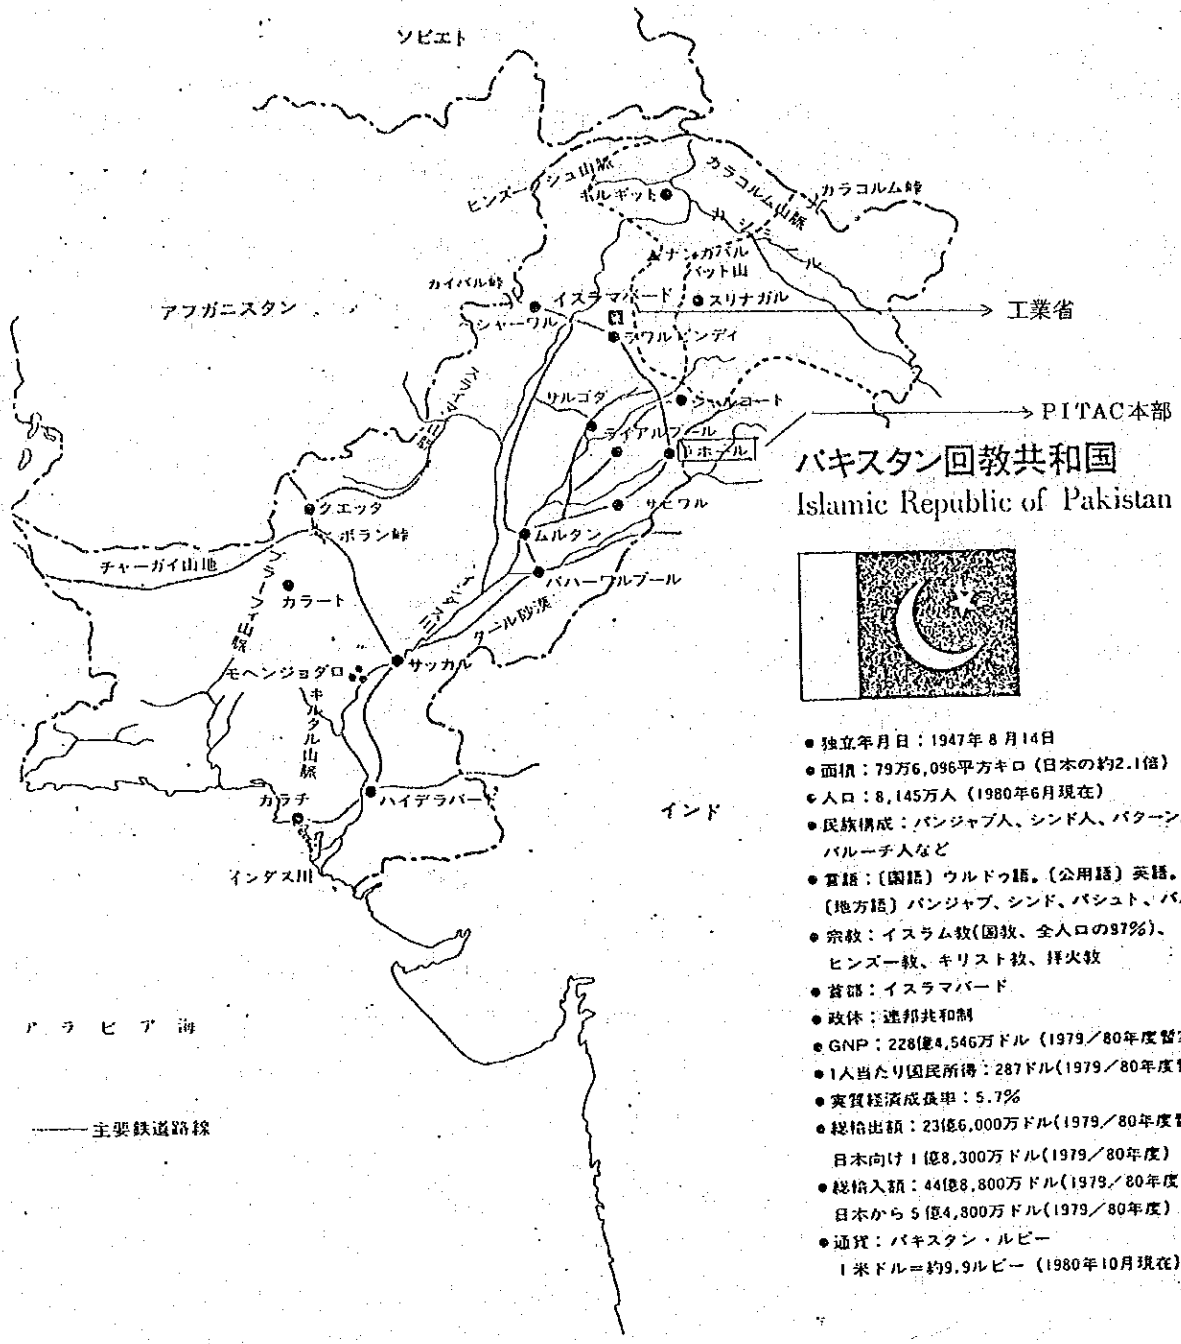 ソビエト
ヒンズークシュ山脈
カラコルム山脈
カラコルム峠
ギルギット
カシミール
ナンガパル
バット山
カイバル峠
イスラマバード
スリナガル
アフガニスタン
シャーワル
ラワルピンディ
工業省
サルゴダ
シァルコート
ライアルプール
PITAC本部
ホール
パキスタン回教共和国
Islamic Republic of Pakistan
クエッタ
サヒワル
ボラン峠
ムルタン
チャーガイ山地
バハーワルプール
カラート
ブラーフイ山脈
インダス川
タール砂漠
サッカル
モヘンジョダロ
キルタル山脈
カラチ
ハイデラバード
インド
インダス川
アラビア海
主要鉄道路線
● 独立年月日：1947年8月14日
● 面積：79万6,096平方キロ (日本の約2.1倍)
● 人口：8,145万人 (1980年6月現在)
● 民族構成：パンジャブ人、シンド人、パターン
バルーチ人など
● 言語：〔国語〕ウルドゥ語。〔公用語〕英語。
〔地方語〕パンジャブ、シンド、パシュト、バ
● 宗教：イスラム教(国教、全人口の97％)、
ヒンズー教、キリスト教、拝火教
● 首都：イスラマバード
● 政体：連邦共和制
● GNP：228億4,546万ドル (1979／80年度暫
● 1人当たり国民所得：287ドル(1979／80年度
● 実質経済成長率：5.7％
● 総輸出額：23億6,000万ドル(1979／80年度
日本向け1億8,300万ドル(1979／80年度)
● 総輸入額：44億8,800万ドル(1979／80年度
日本から5億4,800万ドル(1979／80年度)
● 通貨：パキスタン・ルピー
1米ドル＝約9.9ルピー (1980年10月現在)